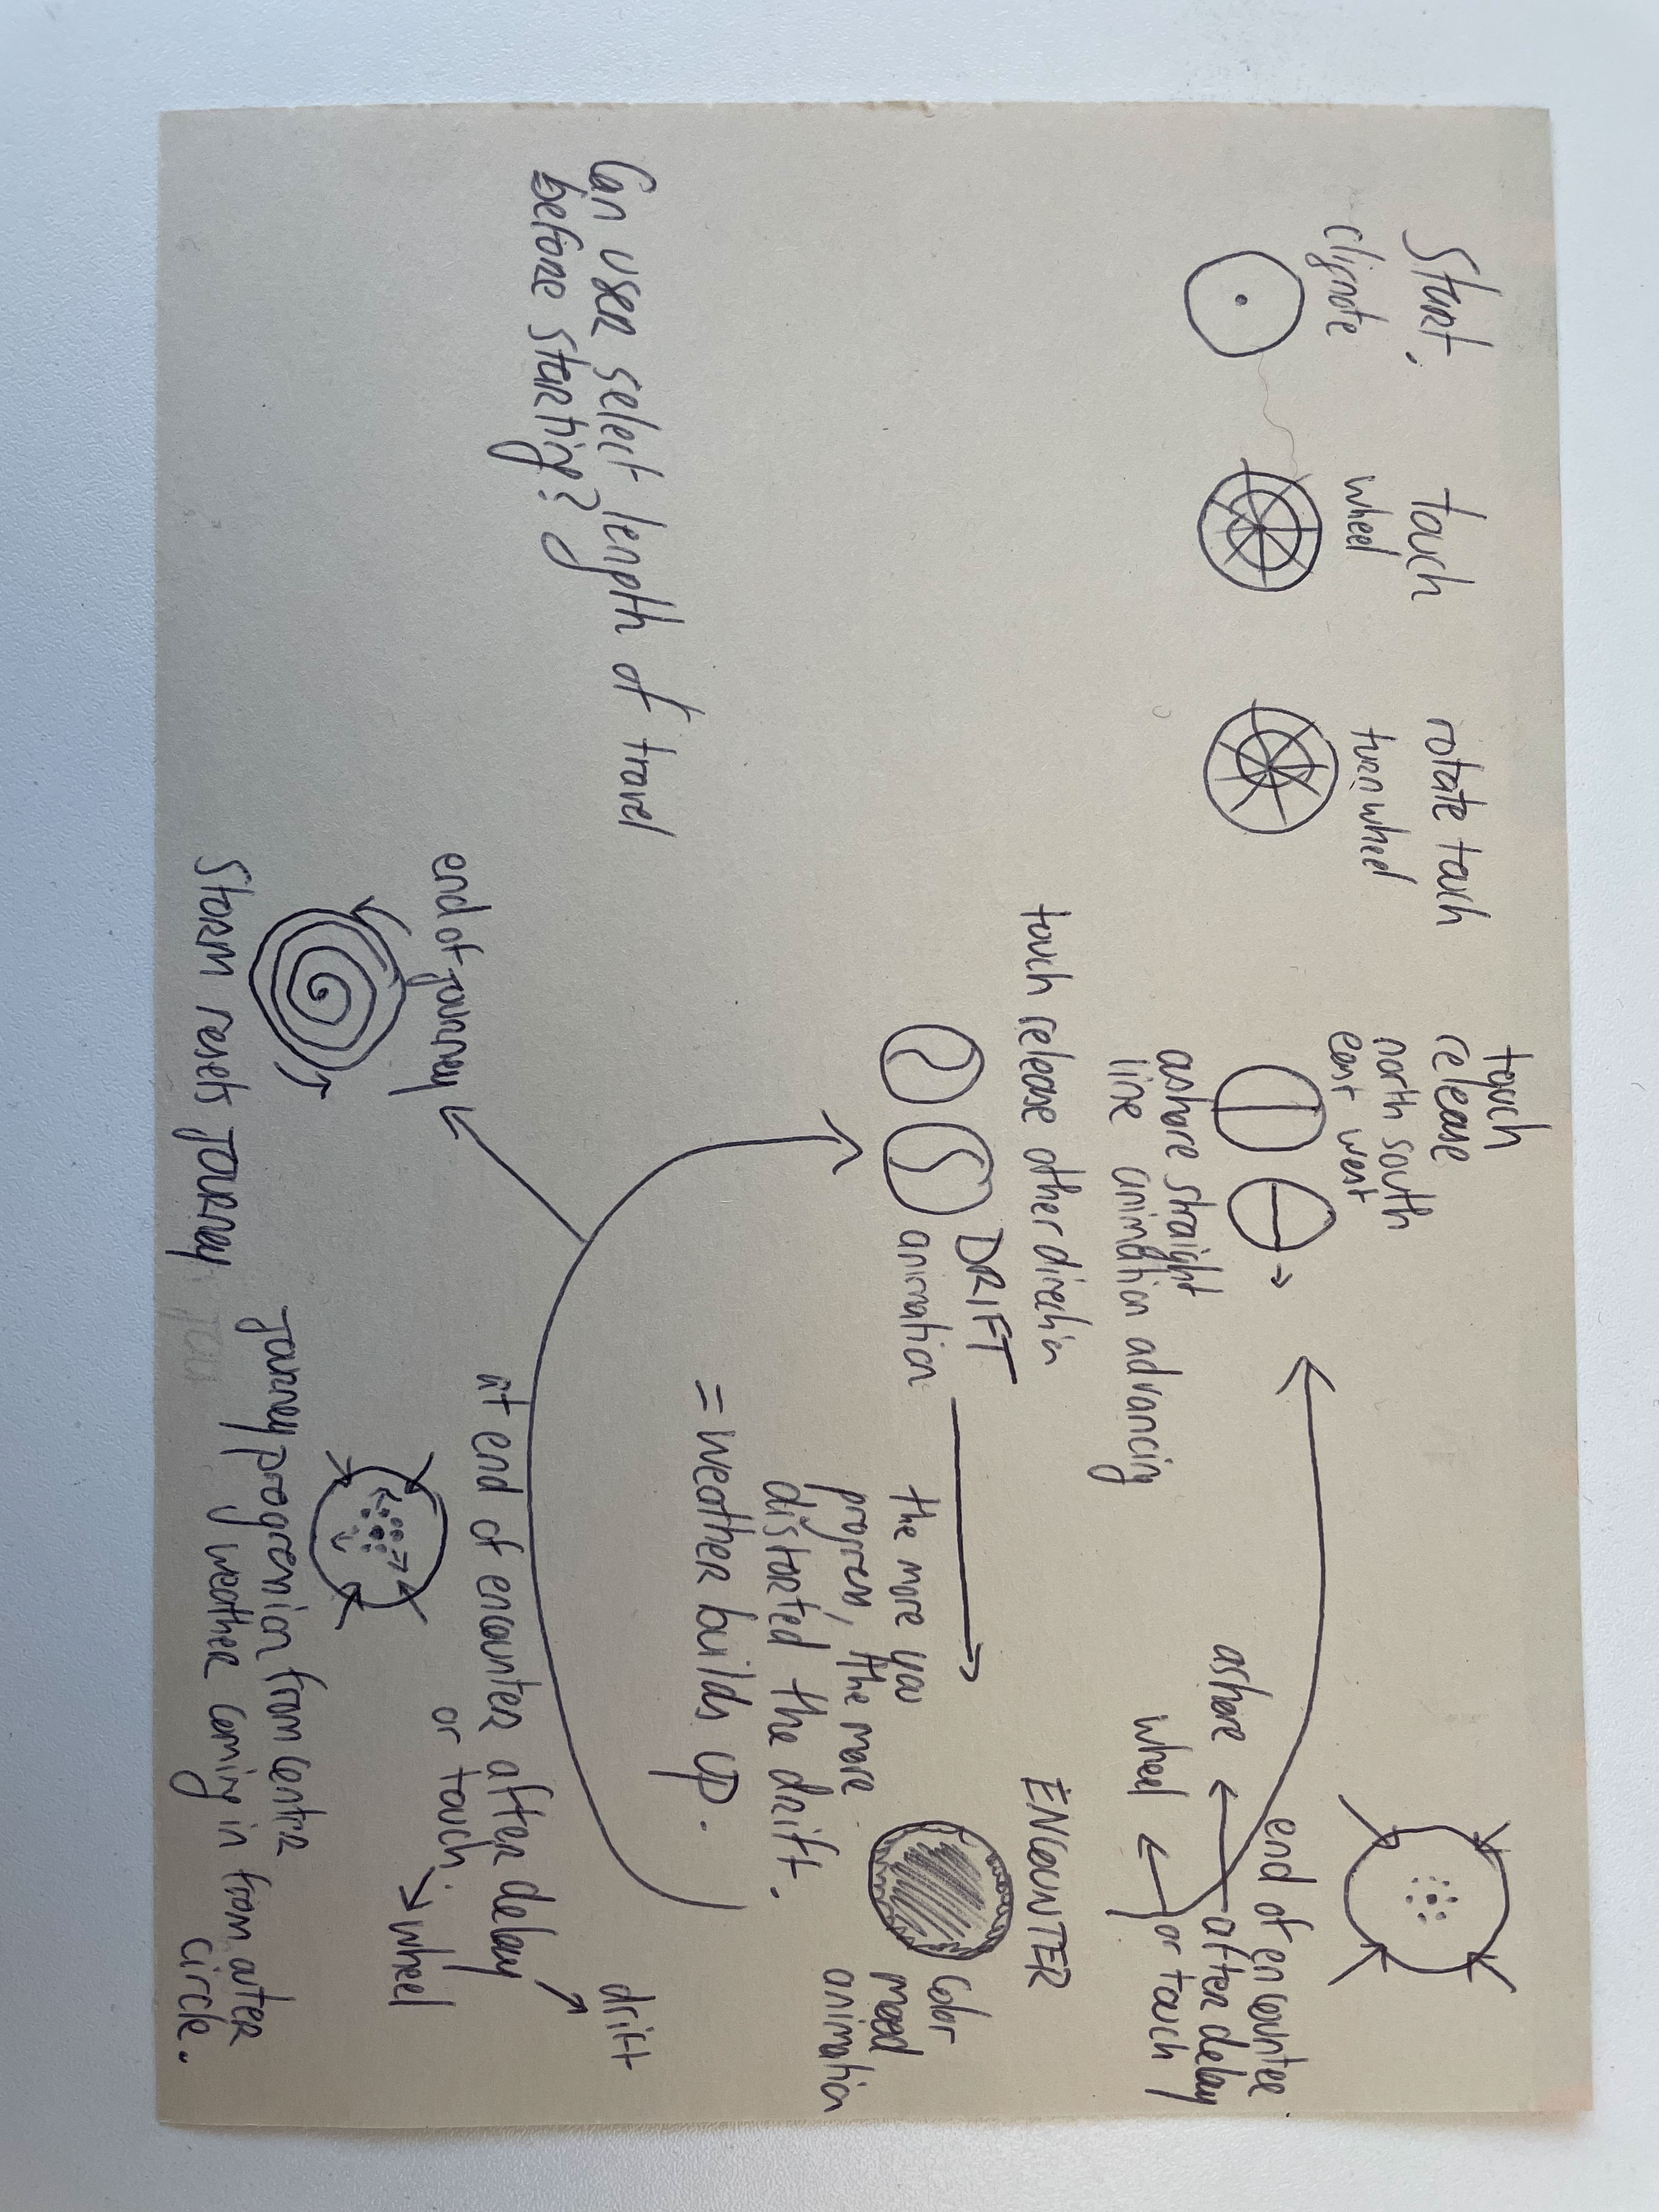 Start.
clignote
touch
wheel
rotate touch
turn wheel
touch
release
north south
east west
ashore straight
line animation advancing
end of encounter
after delay
or touch
ashore
wheel
touch release other direction
DRIFT
animation
the more you
progress, the more
distorted the drift.
= weather builds up.
ENCOUNTER
Color
mood
animation
Can user select length of travel
before starting?
at end of encounter after delay
or touch.
drift
wheel
end of journey
Storm resets journey
journey progression from center
weather coming in from outer
circle.